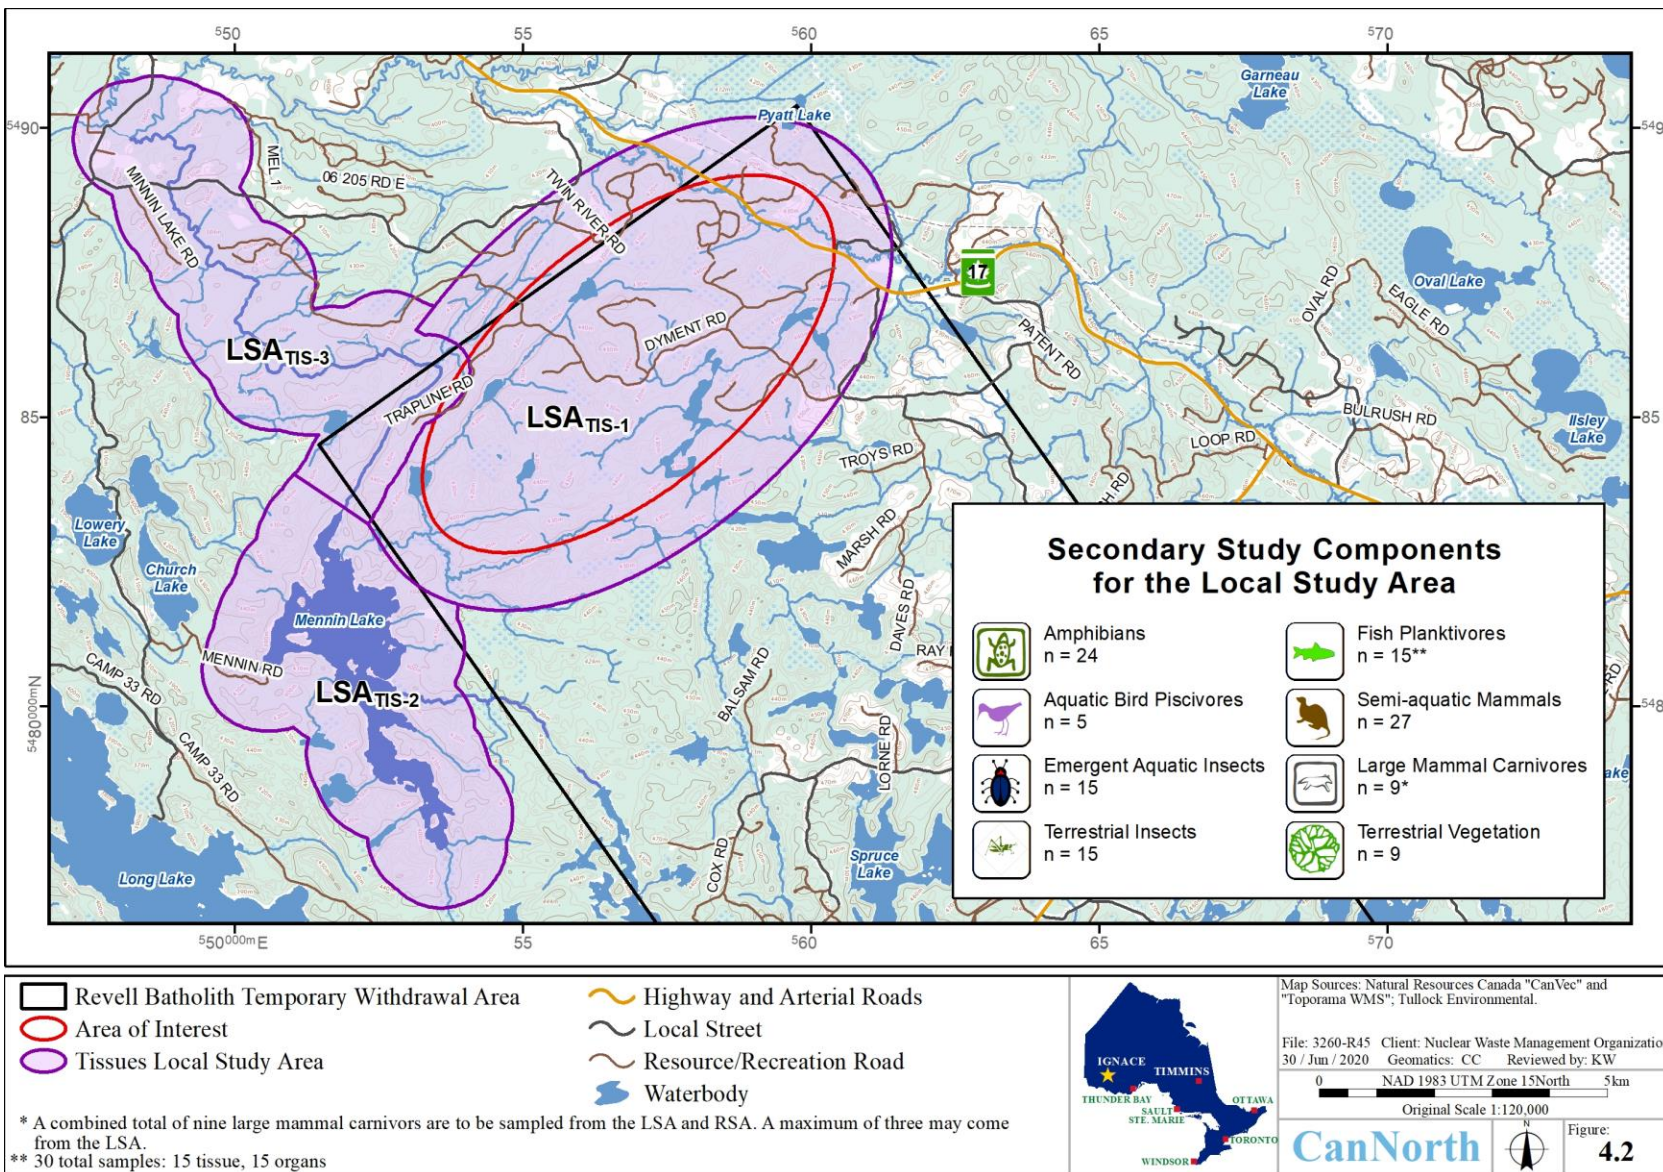 550
55
560
65
570
5490
85
5480000mN
549
85
548
Garneau
Lake
Pyatt Lake
MEL 7
06 205 RD E
TWIN RIVER RD
MINNIN LAKE RD
17
Oval Lake
OVAL RD
EAGLE RD
DYMENT RD
PATENT RD
LSATIS-3
TRAPLINE RD
LSATIS-1
BULRUSH RD
Ilsley
Lake
LOOP RD
TROYS RD
Lowery
Lake
MARSH RD
Church
Lake
Mennin Lake
DAVES RD
MENNIN RD
CAMP 33 RD
LSATIS-2
BALSAM RD
LORNE RD
CAMP 33 RD
COX RD
Spruce
Lake
Long Lake
Secondary Study Components
for the Local Study Area
Amphibians
n = 24
Aquatic Bird Piscivores
n = 5
Emergent Aquatic Insects
n = 15
Terrestrial Insects
n = 15
Fish Planktivores
n = 15**
Semi-aquatic Mammals
n = 27
Large Mammal Carnivores
n = 9*
Terrestrial Vegetation
n = 9
550000mE
55
560
65
570
Revell Batholith Temporary Withdrawal Area
Area of Interest
Tissues Local Study Area
Highway and Arterial Roads
Local Street
Resource/Recreation Road
Waterbody
* A combined total of nine large mammal carnivors are to be sampled from the LSA and RSA. A maximum of three may come
from the LSA.
** 30 total samples: 15 tissue, 15 organs
IGNACE
TIMMINS
THUNDER BAY
OTTAWA
SAULT
STE. MARIE
TORONTO
WINDSOR
Map Sources: Natural Resources Canada "CanVec" and
"Toporama WMS"; Tullock Environmental.
File: 3260-R45 Client: Nuclear Waste Management Organizatio
30 / Jun / 2020 Geomatics: CC Reviewed by: KW
0 NAD 1983 UTM Zone 15North 5km
Original Scale 1:120,000
CanNorth
N
Figure:
4.2